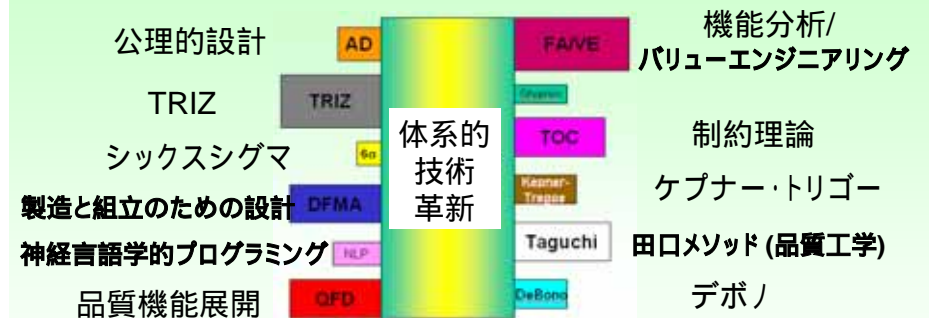 公理的設計
AD
FA/VE
機能分析/
バリューエンジニアリング
TRIZ
TRIZ
体系的
技術
革新
TOC
制約理論
シックスシグマ
6σ
Kepner-
Tregoe
ケプナー・トリゴー
製造と組立のための設計
DFMA
神経言語学的プログラミング
NLP
Taguchi
田口メソッド (品質工学)
品質機能展開
QFD
DeBono
デボノ